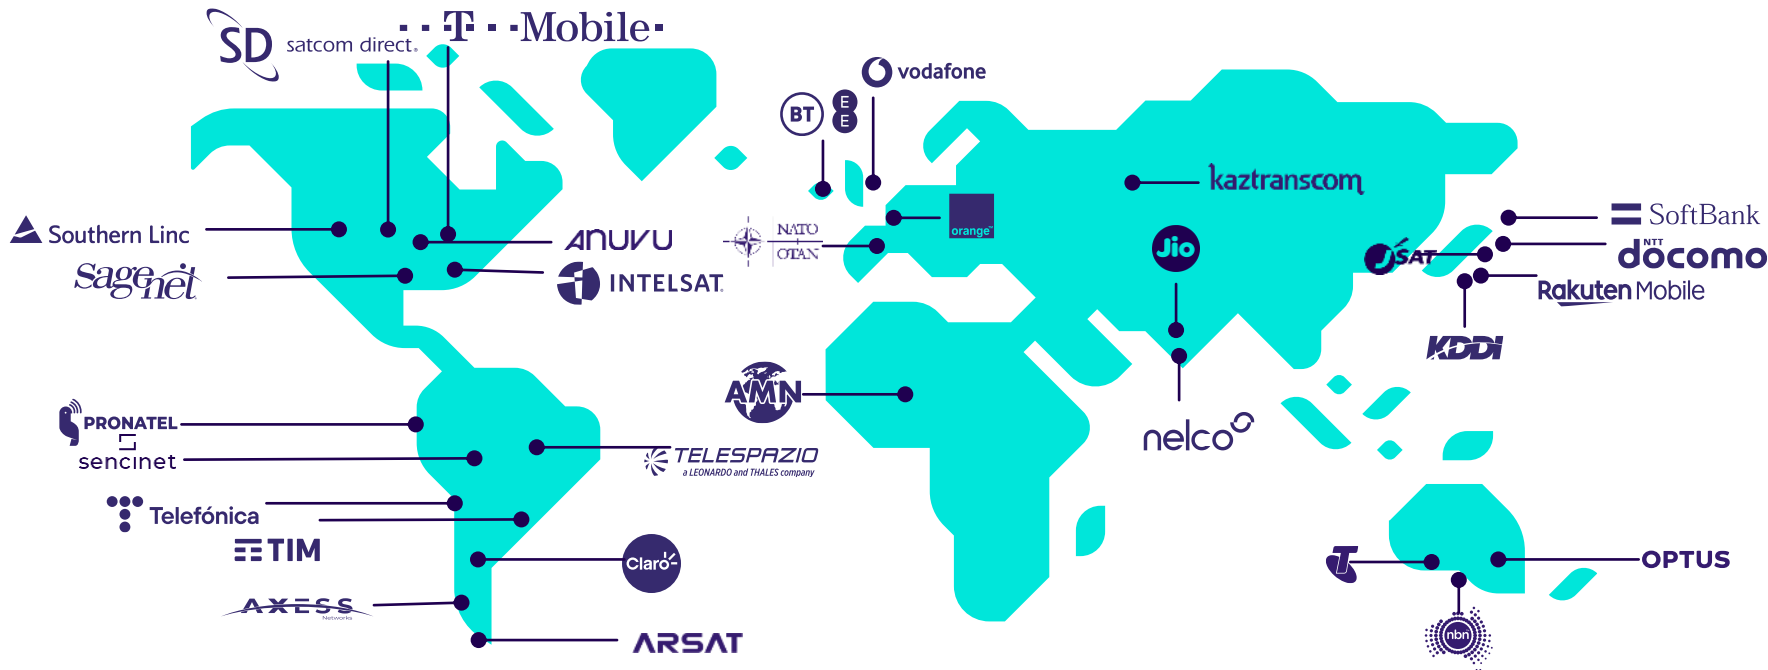 SD satcom direct.
T Mobile
vodafone
BT
E
E
kaztranscom
orange
NATO
OTAN
Jio
SoftBank
NTT
döcomo
JSAT
Rakuten Mobile
KDDI
Southern Linc
Sagenet
ANUVU
INTELSAT.
AMN
nelco
PRONATEL
sencinet
TELESPAZIO
a LEONARDO and THALES company
Telefónica
TIM
Claro
AXESS
Networks
ARSAT
T
OPTUS
nbn